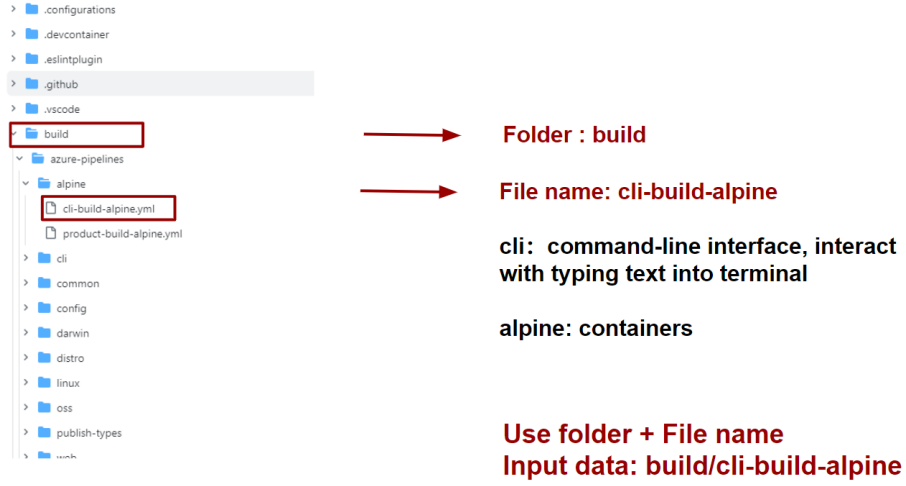 .configurations
.devcontainer
.eslintplugin
.github
.vscode
build
azure-pipelines
alpine
cli-build-alpine.yml
product-build-alpine.yml
cli
common
config
darwin
distro
linux
oss
publish-types
web
Folder : build
File name: cli-build-alpine
cli: command-line interface, interact
with typing text into terminal
alpine: containers
Use folder + File name
Input data: build/cli-build-alpine